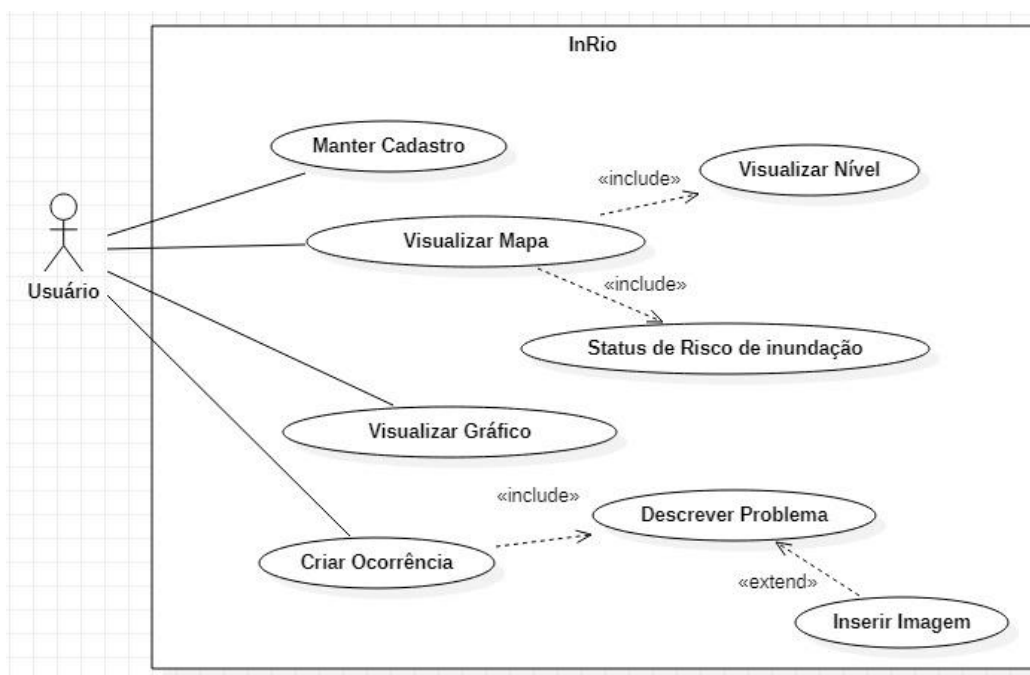 InRio
Manter Cadastro
Visualizar Nível
«include»
Visualizar Mapa
Usuário
«include»
Status de Risco de inundação
Visualizar Gráfico
«include»
Descrever Problema
Criar Ocorrência
«extend»
Inserir Imagem